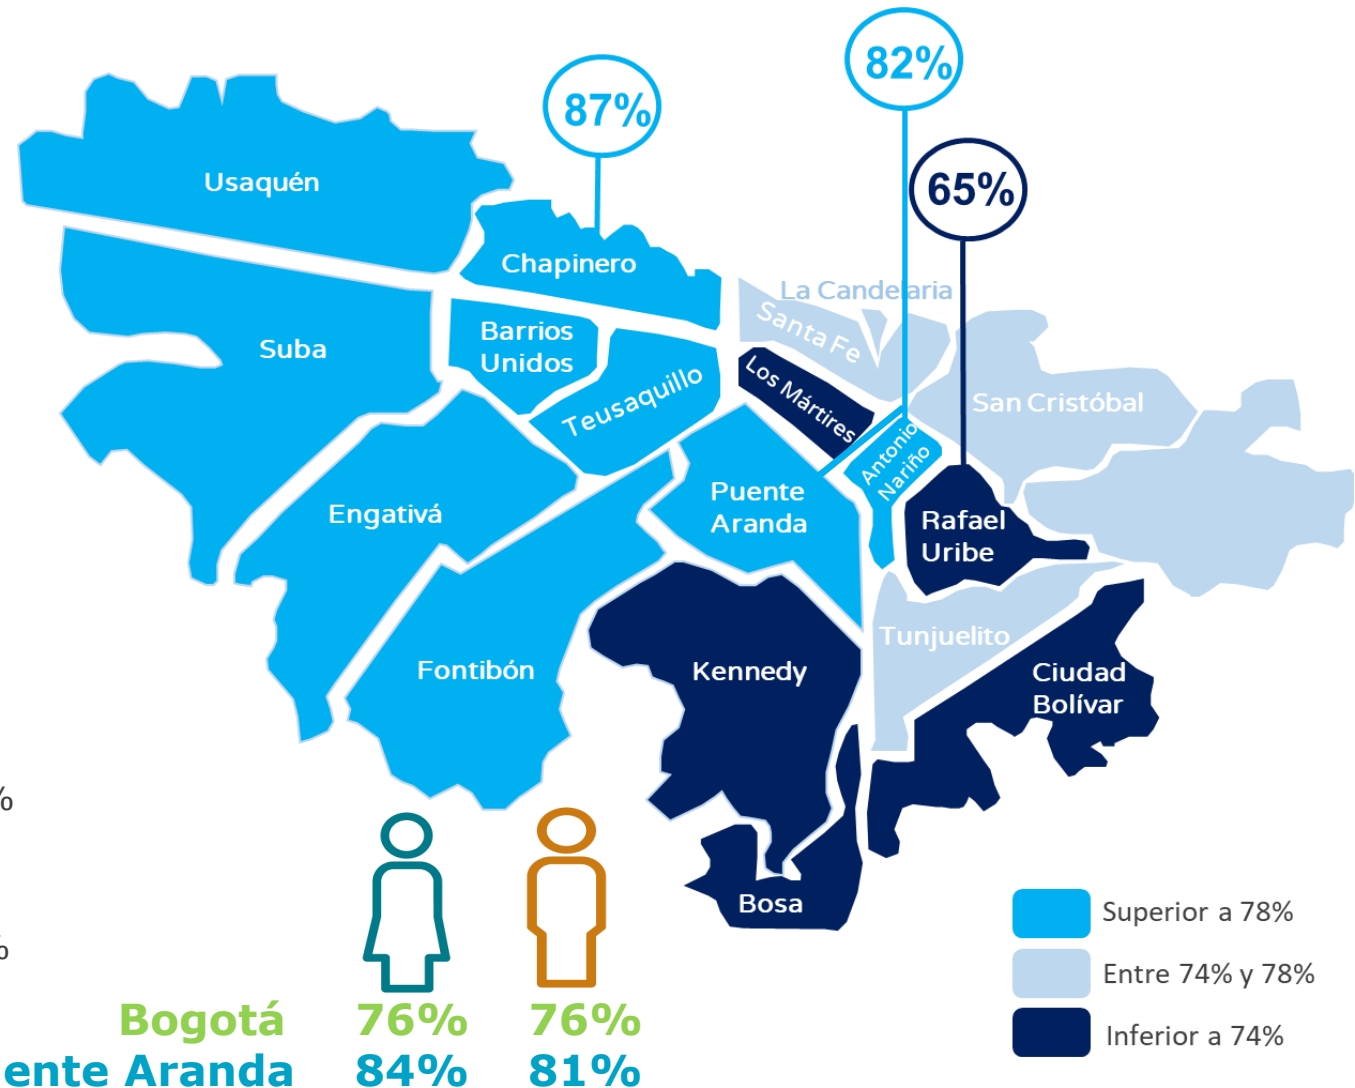 82%
87%
65%
Usaquén
Chapinero
La Candelaria
Santa Fe
Barrios
Unidos
Suba
Teusaquillo
Los Mártires
San Cristóbal
Antonio
Nariño
Engativá
Puente
Aranda
Rafael
Uribe
Tunjuelito
Fontibón
Kennedy
Ciudad
Bolívar
%
Bosa
Superior a 78%
%
Entre 74% y 78%
Inferior a 74%
Bogotá 76% 76%
ente Aranda 84% 81%